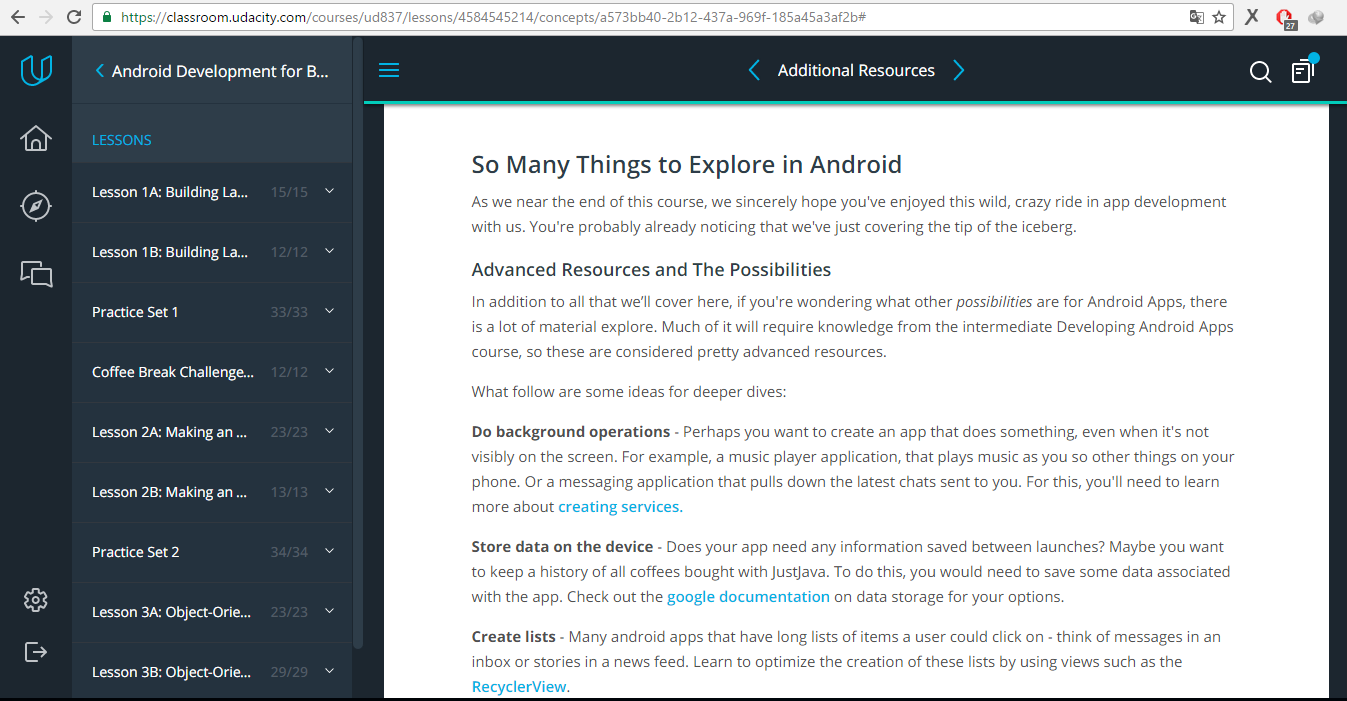 https://classroom.udacity.com/courses/ud837/lessons/4584545214/concepts/a573bb40-2b12-437a-969f-185a45a3af2b#
27
Android Development for B...
Additional Resources
LESSONS
Lesson 1A: Building La... 15/15
Lesson 1B: Building La... 12/12
Practice Set 1 33/33
Coffee Break Challenge... 12/12
Lesson 2A: Making an ... 23/23
Lesson 2B: Making an ... 13/13
Practice Set 2 34/34
Lesson 3A: Object-Orie... 23/23
Lesson 3B: Object-Orie... 29/29
So Many Things to Explore in Android
As we near the end of this course, we sincerely hope you've enjoyed this wild, crazy ride in app development
with us. You're probably already noticing that we've just covering the tip of the iceberg.
Advanced Resources and The Possibilities
In addition to all that we’ll cover here, if you're wondering what other possibilities are for Android Apps, there
is a lot of material explore. Much of it will require knowledge from the intermediate Developing Android Apps
course, so these are considered pretty advanced resources.
What follow are some ideas for deeper dives:
Do background operations - Perhaps you want to create an app that does something, even when it's not
visibly on the screen. For example, a music player application, that plays music as you so other things on your
phone. Or a messaging application that pulls down the latest chats sent to you. For this, you'll need to learn
more about creating services.
Store data on the device - Does your app need any information saved between launches? Maybe you want
to keep a history of all coffees bought with JustJava. To do this, you would need to save some data associated
with the app. Check out the google documentation on data storage for your options.
Create lists - Many android apps that have long lists of items a user could click on - think of messages in an
inbox or stories in a news feed. Learn to optimize the creation of these lists by using views such as the
RecyclerView.